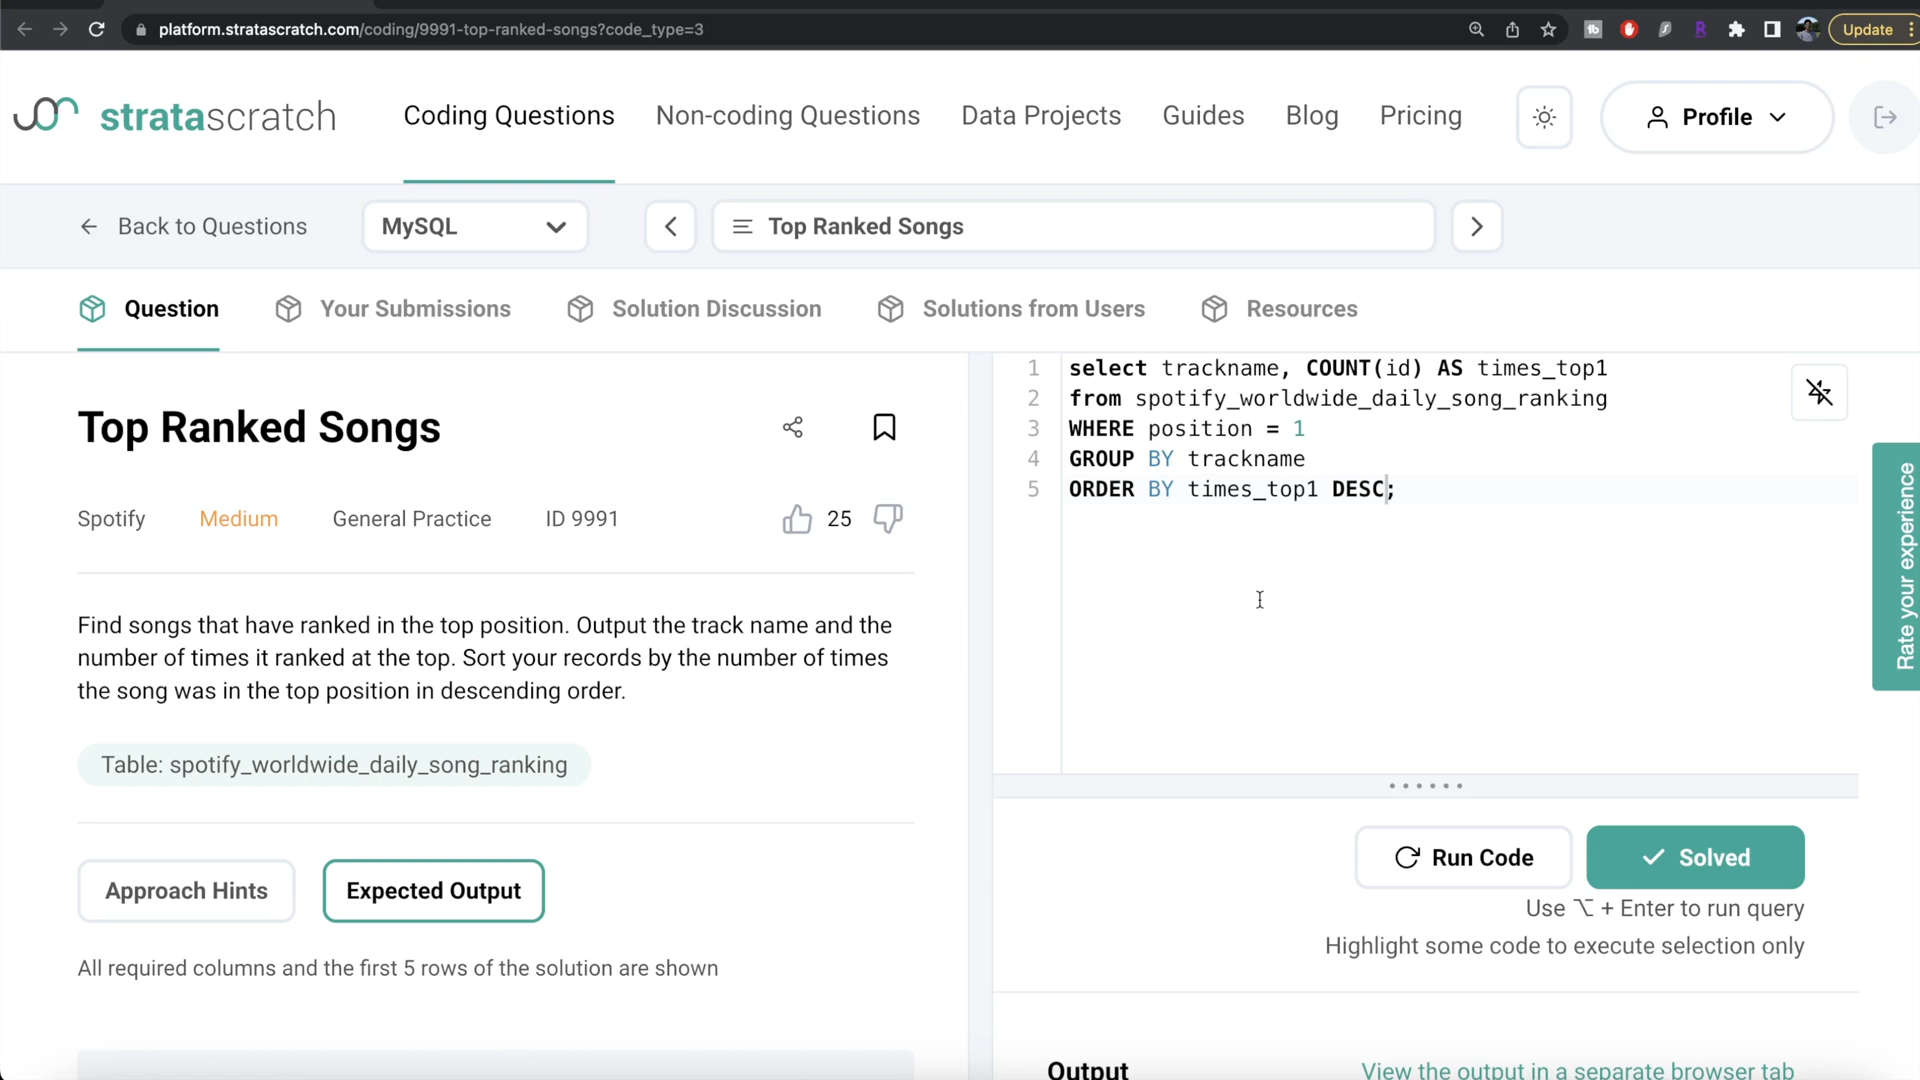 platform.stratascratch.com/coding/9991-top-ranked-songs?code_type=3
Update
stratascratch
Coding Questions
Non-coding Questions
Data Projects
Guides
Blog
Pricing
Profile
Back to Questions
MySQL
Top Ranked Songs
Question
Your Submissions
Solution Discussion
Solutions from Users
Resources
Top Ranked Songs
Spotify
Medium
General Practice
ID 9991
25
Find songs that have ranked in the top position. Output the track name and the
number of times it ranked at the top. Sort your records by the number of times
the song was in the top position in descending order.
Table: spotify_worldwide_daily_song_ranking
Approach Hints
Expected Output
All required columns and the first 5 rows of the solution are shown
1 select trackname, COUNT(id) AS times_top1
2 from spotify_worldwide_daily_song_ranking
3 WHERE position = 1
4 GROUP BY trackname
5 ORDER BY times_top1 DESC;
Rate your experience
Run Code
Solved
Use ⌥ + Enter to run query
Highlight some code to execute selection only
Output
View the output in a separate browser tab